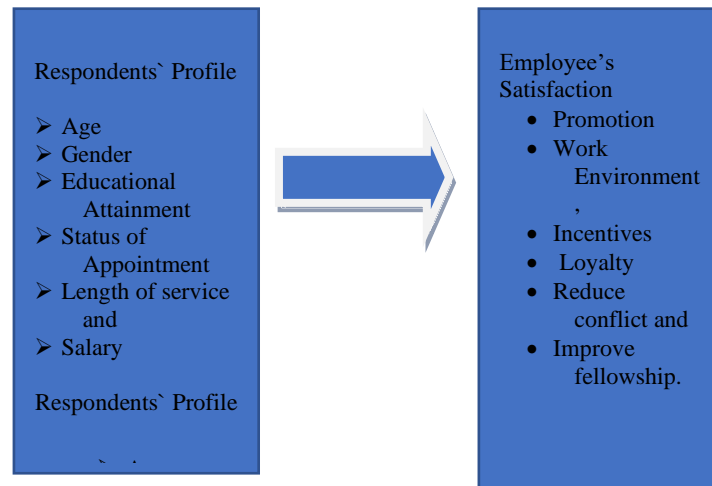 Respondents` Profile
➢ Age
➢ Gender
➢ Educational
Attainment
➢ Status of
Appointment
➢ Length of service
and
➢ Salary
Respondents` Profile
Employee’s
Satisfaction
• Promotion
• Work
Environment
,
• Incentives
• Loyalty
• Reduce
conflict and
• Improve
fellowship.